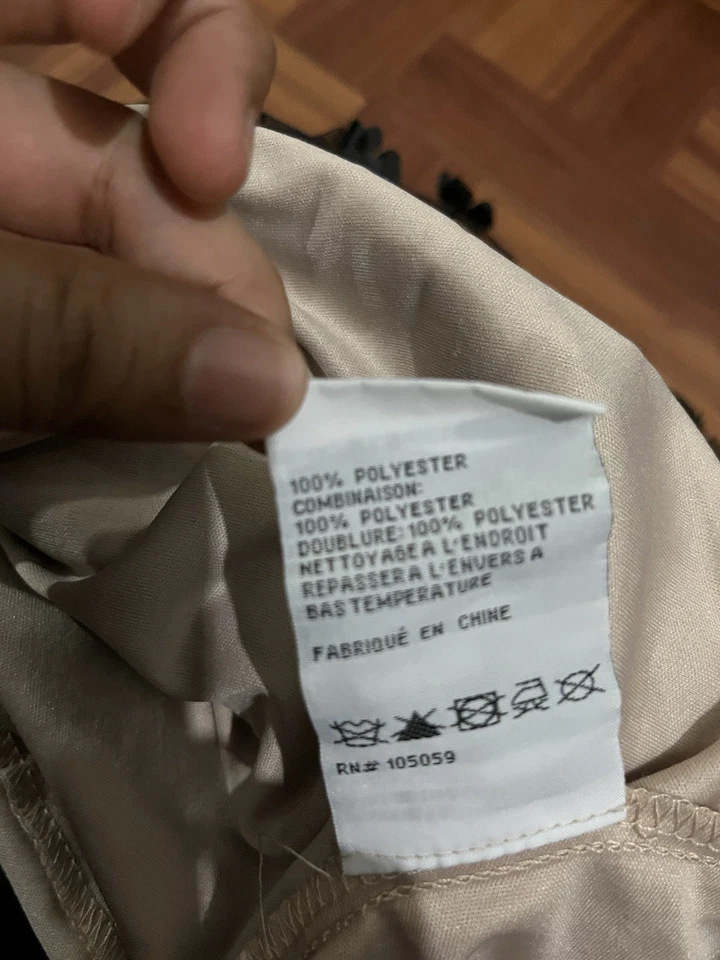 100% POLYESTER
COMBINAISON:
100% POLYESTER
DOUBLURE: 100% POLYESTER
NETTOYAGE A L'ENDROIT
REPASSER A L'ENVERS A
BAS TEMPERATURE
FABRIQUÉ EN CHINE
RN# 105059